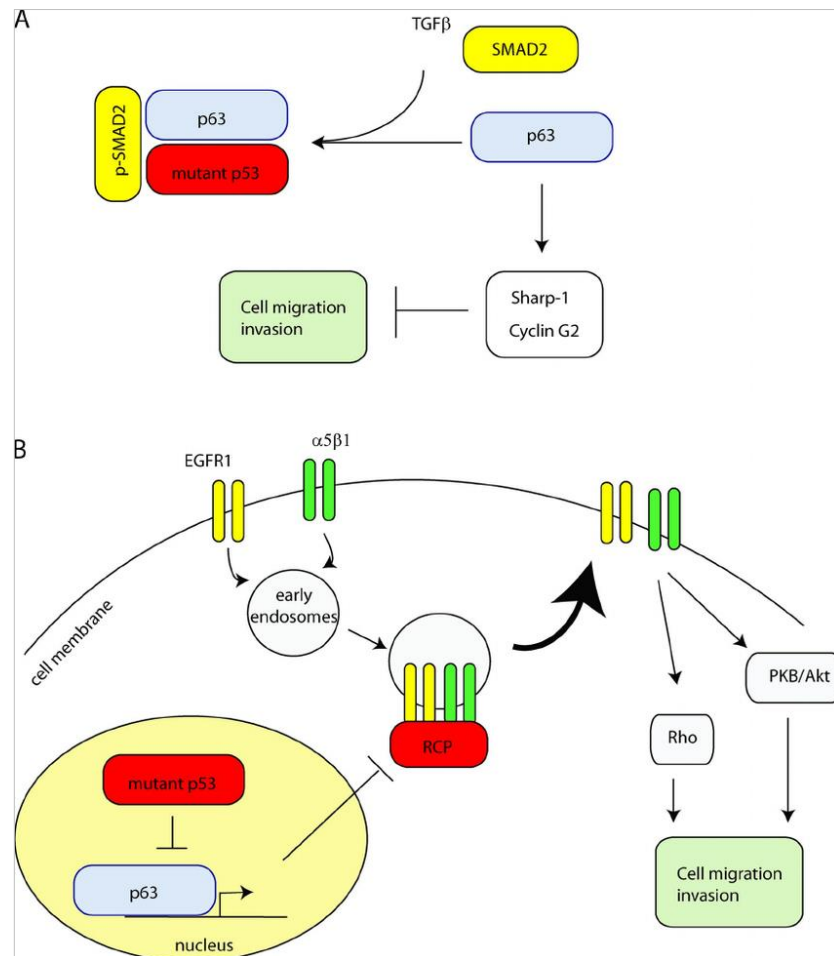 A
TGFβ
SMAD2
p-SMAD2
p63
mutant p53
p63
Cell migration
invasion
Sharp-1
Cyclin G2
B
EGFR1
α5β1
cell membrane
early
endosomes
RCP
PKB/Akt
Rho
mutant p53
p63
nucleus
Cell migration
invasion